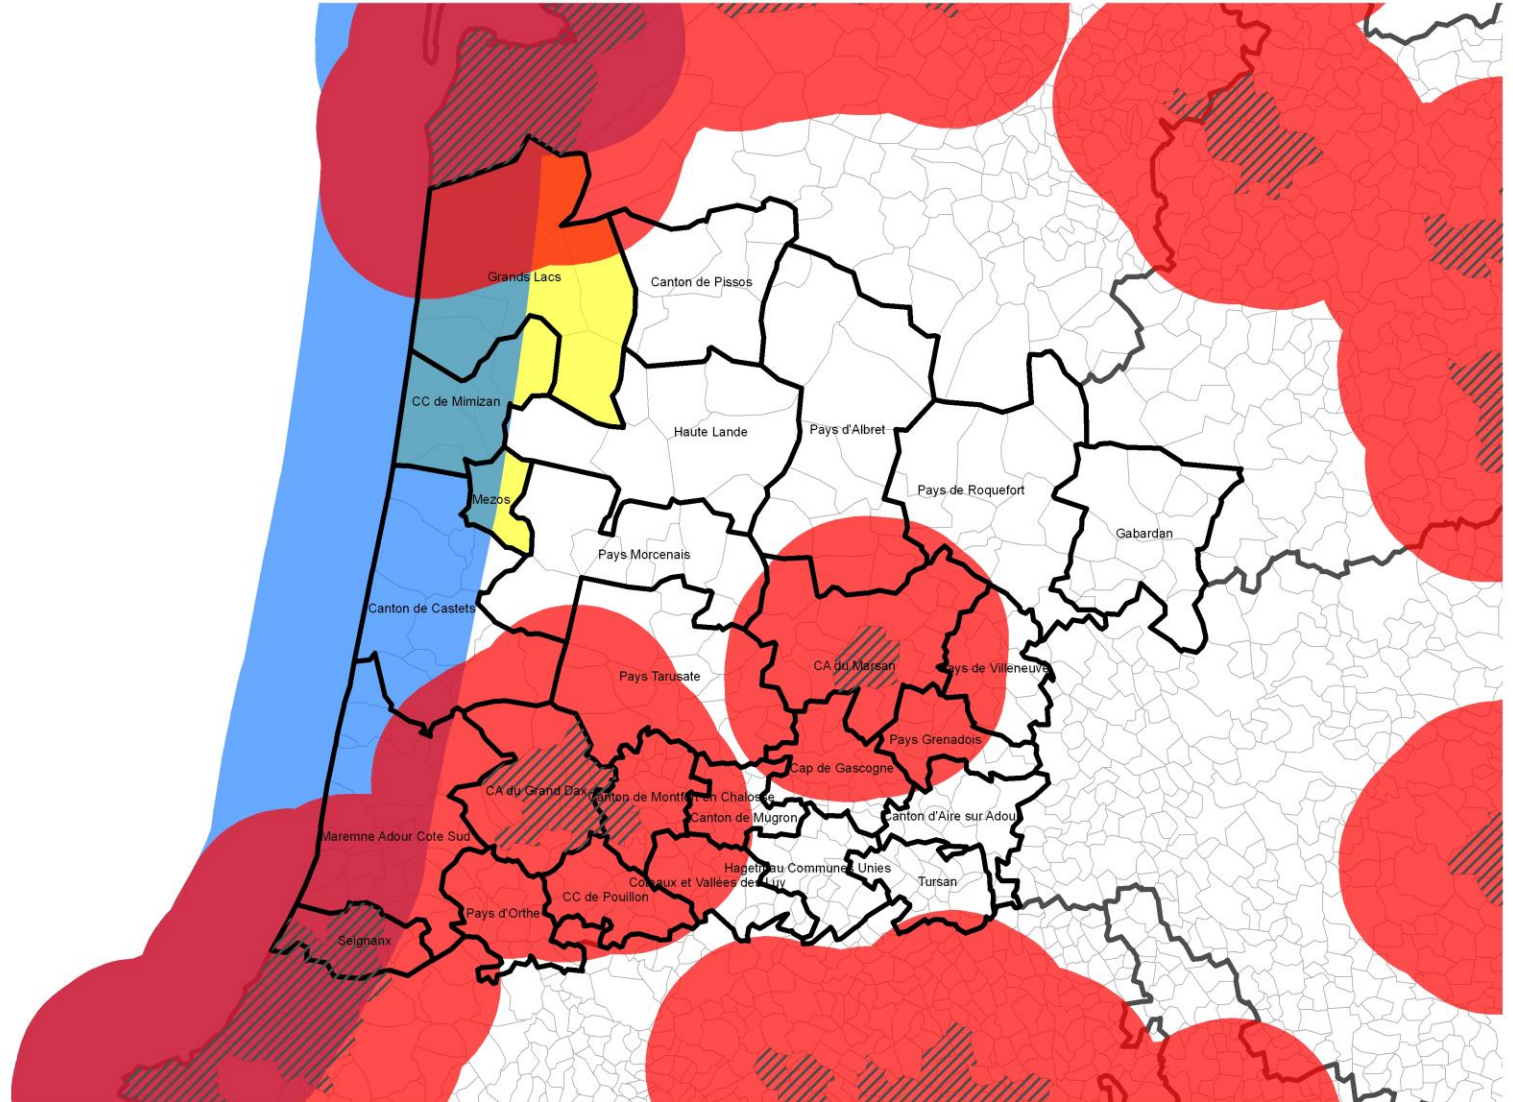 Grands Lacs
Canton de Pissos
CC de Mimizan
Haute Lande
Pays d'Albret
Pays de Roquefort
Mezos
Gabardan
Pays Morcenais
Canton de Castets
CA du Marsan
Pays de Villeneuve
Pays Tarusate
Pays Grenadois
Cap de Gascogne
CA du Grand Dax
Canton de Montfort en Chalosse
Canton de Mugron
Canton d'Aire sur Adour
Maremne Adour Cote Sud
Hagetmau Communes Unies
Coteaux et Vallées des Luy
Tursan
CC de Pouillon
Pays d'Orthe
Seignanx